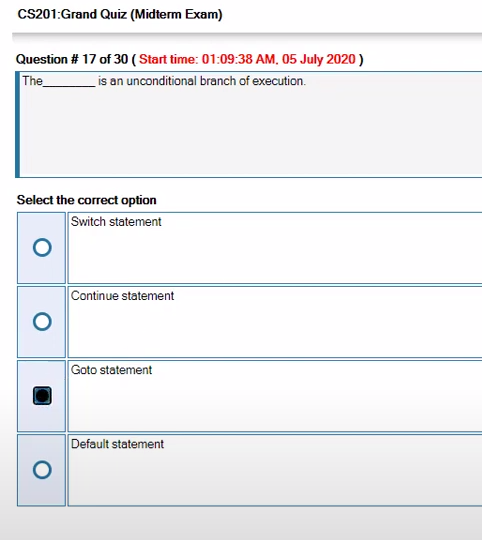 CS201:Grand Quiz (Midterm Exam)
Question # 17 of 30 ( Start time: 01:09:38 AM, 05 July 2020 )
The________ is an unconditional branch of execution.
Select the correct option
Switch statement
Continue statement
Goto statement
Default statement